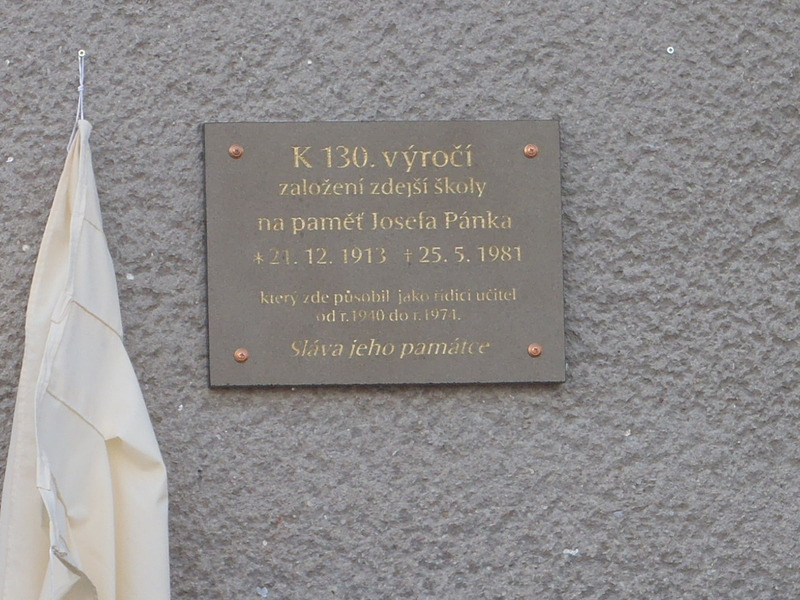 K 130. výročí
založení zdejší školy
na paměť Josefa Pánka
* 21. 12. 1913 † 25. 5. 1981
který zde působil jako řídící učitel
od r. 1940 do r. 1974.
Sláva jeho památce